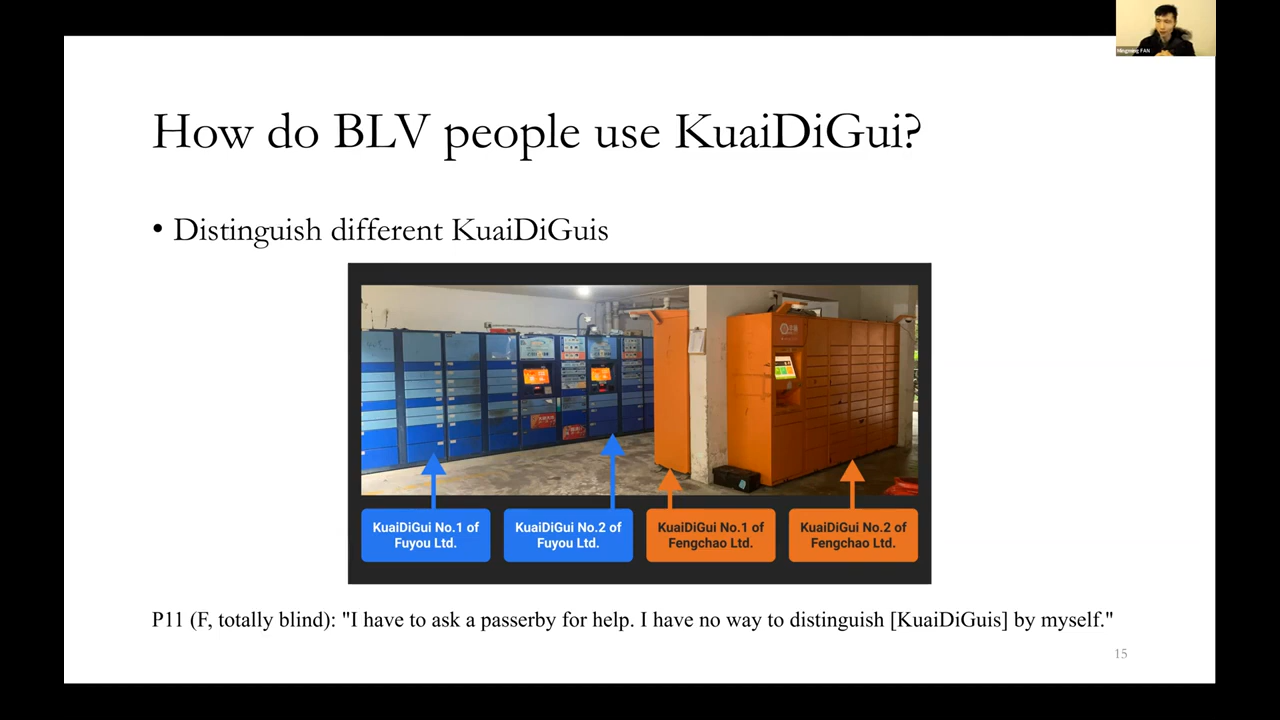 Mingming FAN
How do BLV people use KuaiDiGui?
• Distinguish different KuaiDiGuis
KuaiDiGui No.1 of
Fuyou Ltd.
KuaiDiGui No.2 of
Fuyou Ltd.
KuaiDiGui No.1 of
Fengchao Ltd.
KuaiDiGui No.2 of
Fengchao Ltd.
P11 (F, totally blind): "I have to ask a passerby for help. I have no way to distinguish [KuaiDiGuis] by myself."
15